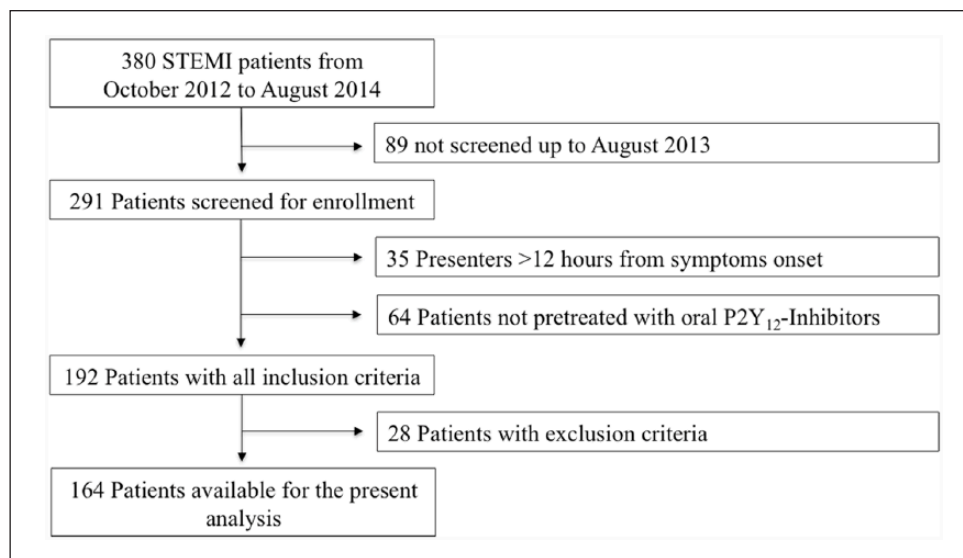 380 STEMI patients from
October 2012 to August 2014
89 not screened up to August 2013
291 Patients screened for enrollment
35 Presenters >12 hours from symptoms onset
64 Patients not pretreated with oral P2Y₁₂-Inhibitors
192 Patients with all inclusion criteria
28 Patients with exclusion criteria
164 Patients available for the present
analysis